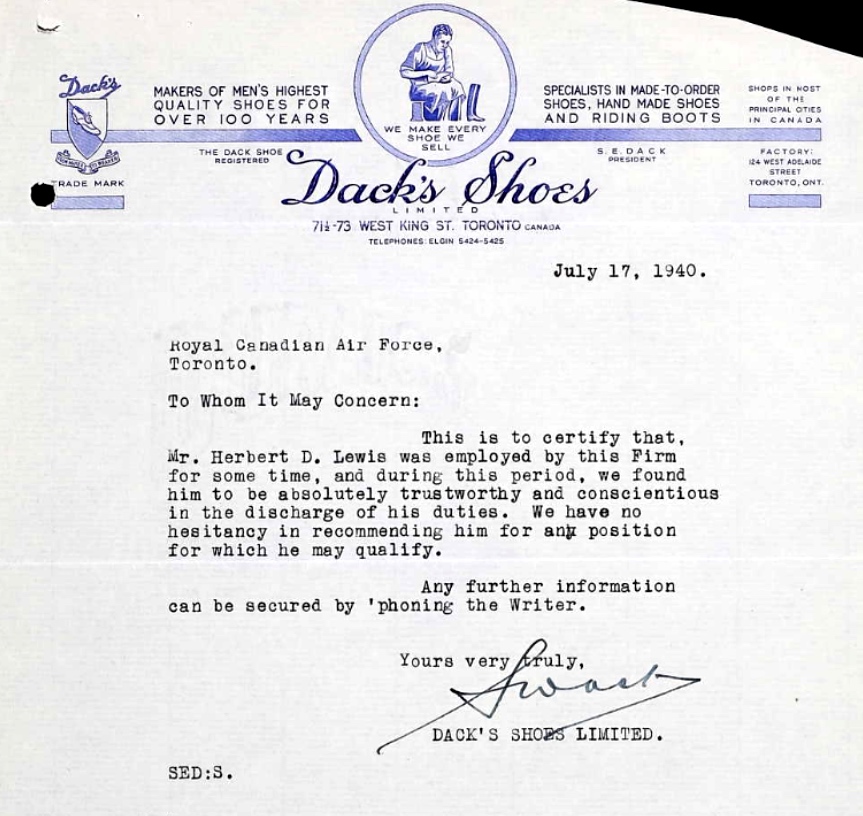 Dack's
MAKERS OF MEN'S HIGHEST
QUALITY SHOES FOR
OVER 100 YEARS
WE MAKE EVERY
SHOE WE
SELL
SPECIALISTS IN MADE-TO-ORDER
SHOES, HAND MADE SHOES
AND RIDING BOOTS
SHOPS IN MOST
OF THE
PRINCIPAL CITIES
IN CANADA
TRADE MARK
THE DACK SHOE
REGISTERED
S. E. DACK
PRESIDENT
FACTORY:
124 WEST ADELAIDE
STREET
TORONTO, ONT.
Dack's Shoes
LIMITED
71½-73 WEST KING ST. TORONTO CANADA
TELEPHONES: ELGIN 5424-5425
July 17, 1940.
Royal Canadian Air Force,
Toronto.
To Whom It May Concern:
This is to certify that,
Mr. Herbert D. Lewis was employed by this Firm
for some time, and during this period, we found
him to be absolutely trustworthy and conscientious
in the discharge of his duties. We have no
hesitancy in recommending him for any position
for which he may qualify.
Any further information
can be secured by 'phoning the Writer.
Yours very truly,
DACK'S SHOES LIMITED.
SED:S.